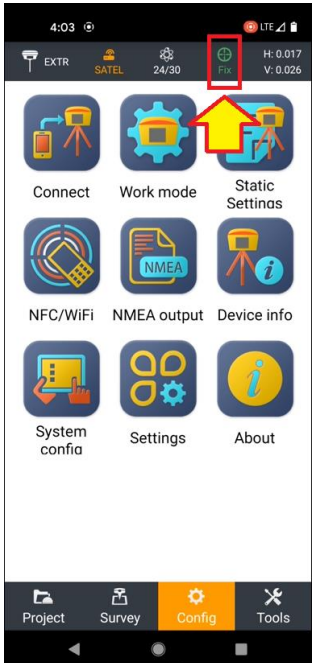 4:03
LTE
EXTR
SATEL
24/30
Fix
H: 0.017
V: 0.026
Connect
Work mode
Static
Settings
NMEA
NFC/WiFi
NMEA output
Device info
System
config
Settings
About
Project
Survey
Config
Tools